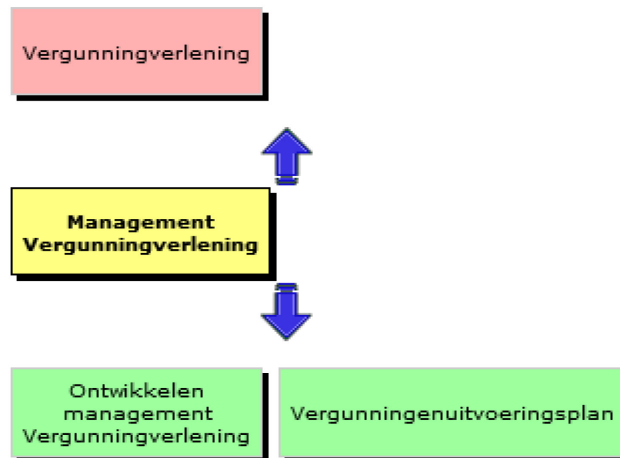 Vergunningverlening
Management
Vergunningverlening
Ontwikkelen
management
Vergunningverlening
Vergunningenuitvoeringsplan